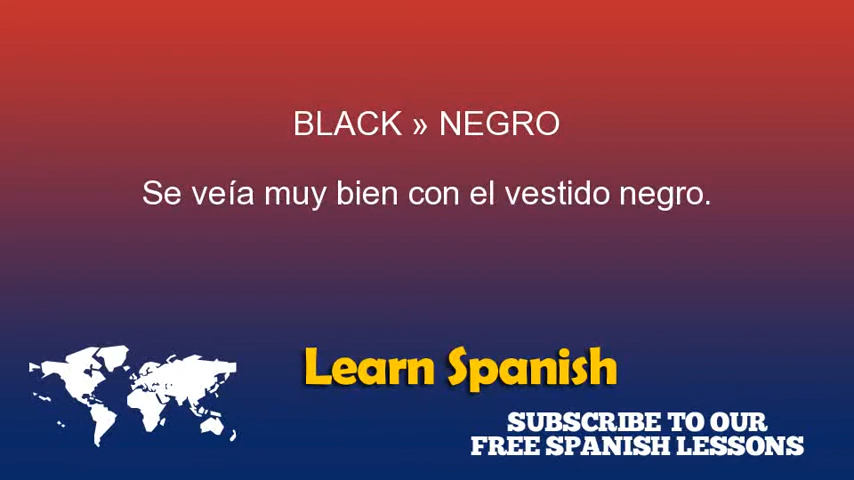 BLACK » NEGRO
Se veía muy bien con el vestido negro.
Learn Spanish
SUBSCRIBE TO OUR
FREE SPANISH LESSONS